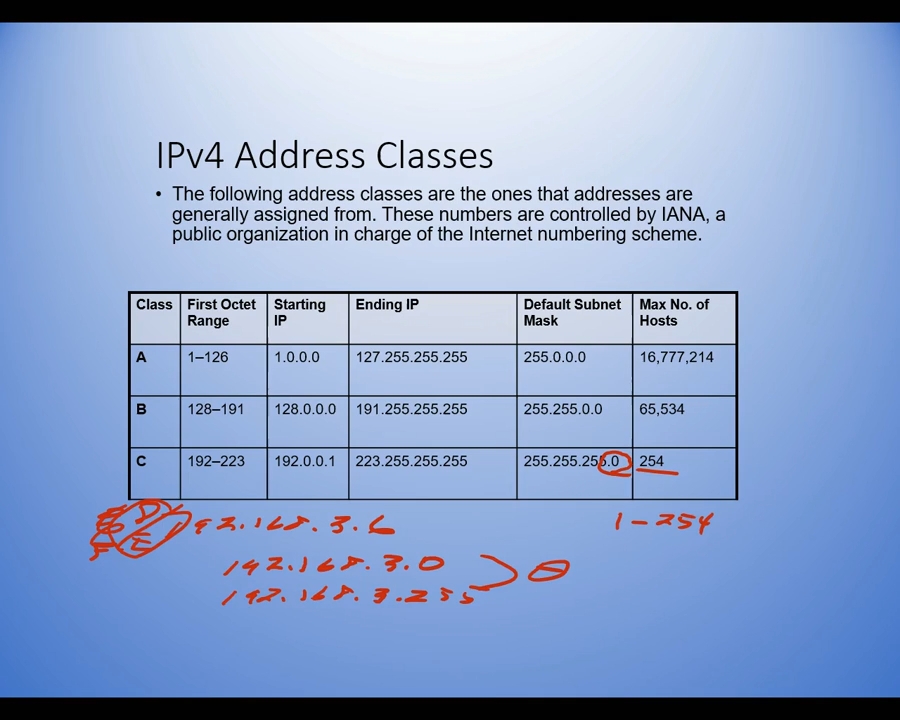 IPv4 Address Classes
• The following address classes are the ones that addresses are
generally assigned from. These numbers are controlled by IANA, a
public organization in charge of the Internet numbering scheme.
Class First Octet Range Starting IP Ending IP Default Subnet Mask Max No. of Hosts
A 1–126 1.0.0.0 127.255.255.255 255.0.0.0 16,777,214
B 128–191 128.0.0.0 191.255.255.255 255.255.0.0 65,534
C 192–223 192.0.0.1 223.255.255.255 255.255.255.0 254
D
E
192.168.3.6 1-254
192.168.3.0
192.168.3.255